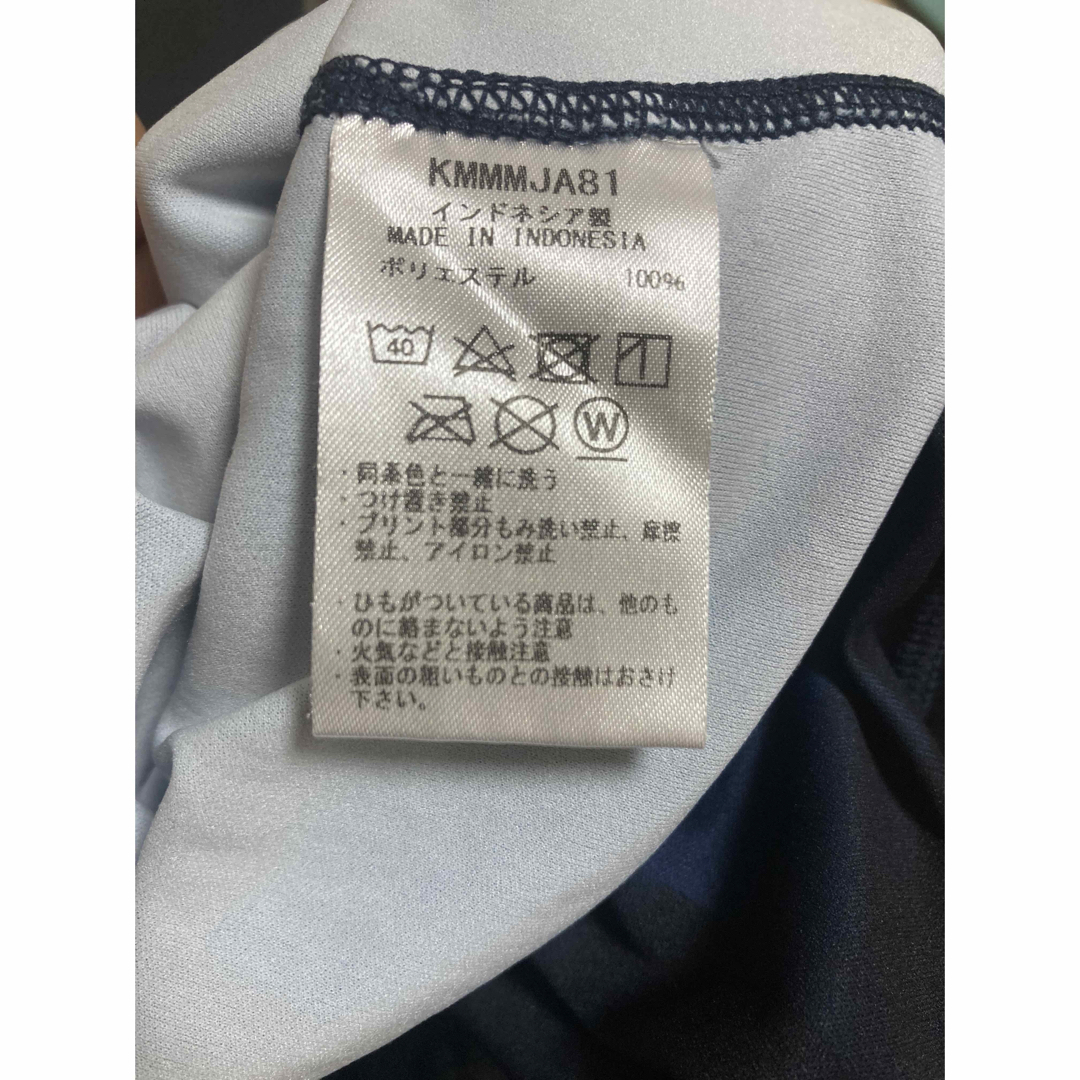 KMMMJA81
インドネシア製
MADE IN INDONESIA
ポリエステル 100%
40
W
・同系色と一緒に洗う
・つけ置き禁止
・プリント部分もみ洗い禁止、摩擦
禁止、アイロン禁止
・ひもがついている商品は、他のも
のに絡まないよう注意
・火気などと接触注意
・表面の粗いものとの接触はおさけ
下さい。